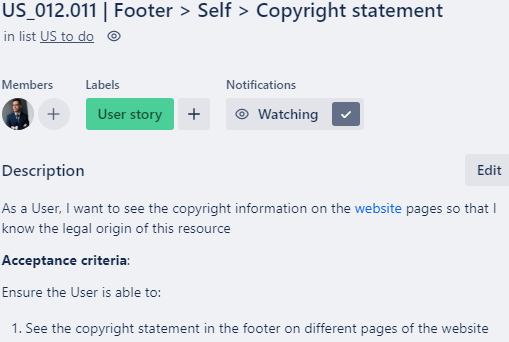 US_012.011 | Footer > Self > Copyright statement
in list US to do
Members
Labels
Notifications
+
User story
+
Watching
Description
Edit
As a User, I want to see the copyright information on the website pages so that I
know the legal origin of this resource
Acceptance criteria:
Ensure the User is able to:
1. See the copyright statement in the footer on different pages of the website